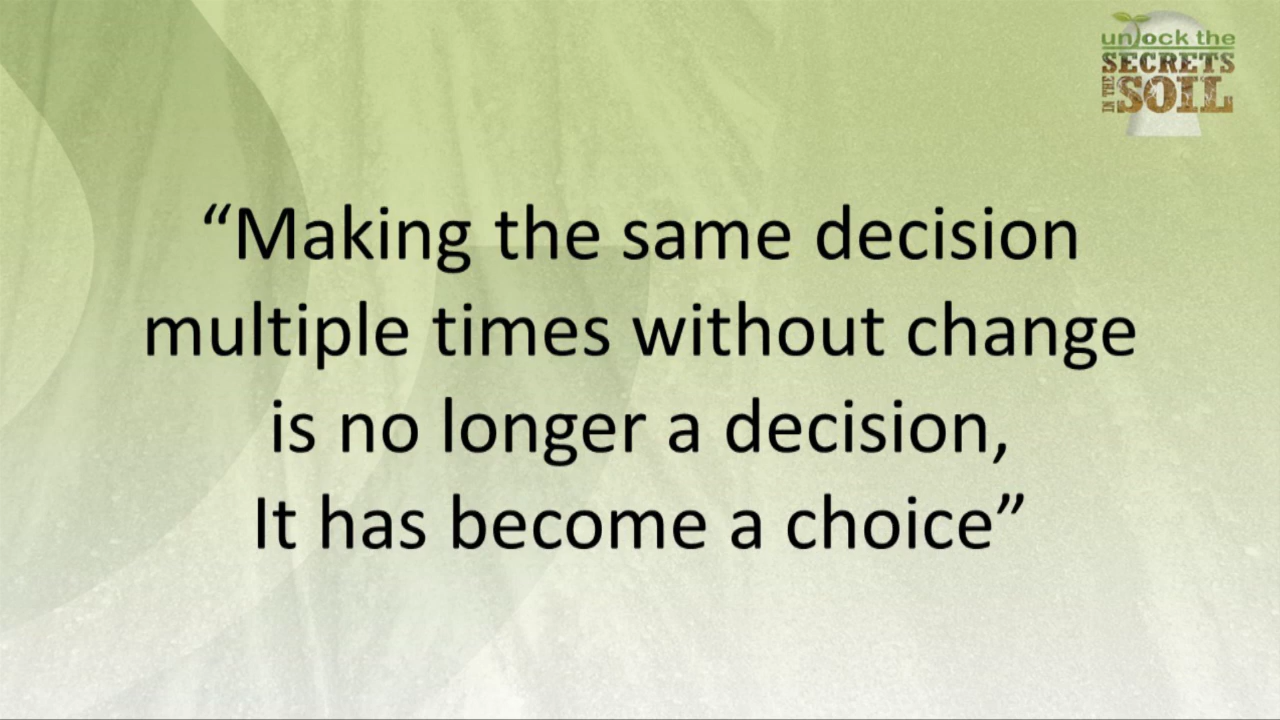 unlock the
SECRETS
IN THE SOIL
“Making the same decision
multiple times without change
is no longer a decision,
It has become a choice”